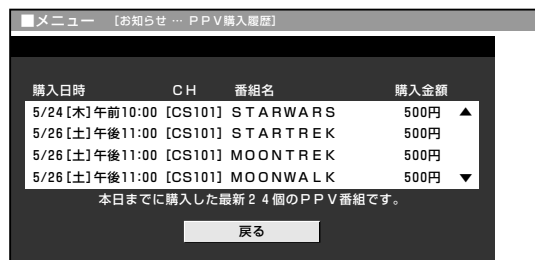 ■メニュー [お知らせ … ＰＰＶ購入履歴]
購入日時 ＣＨ 番組名 購入金額
5/24[木]午前10:00 [CS101] ＳＴＡＲＷＡＲＳ 500円 ▲
5/26[土]午後11:00 [CS101] ＳＴＡＲＴＲＥＫ 500円
5/26[土]午後11:00 [CS101] ＭＯＯＮＴＲＥＫ 500円
5/26[土]午後11:00 [CS101] ＭＯＯＮＷＡＬＫ 500円 ▼
本日までに購入した最新２４個のＰＰＶ番組です。
戻る